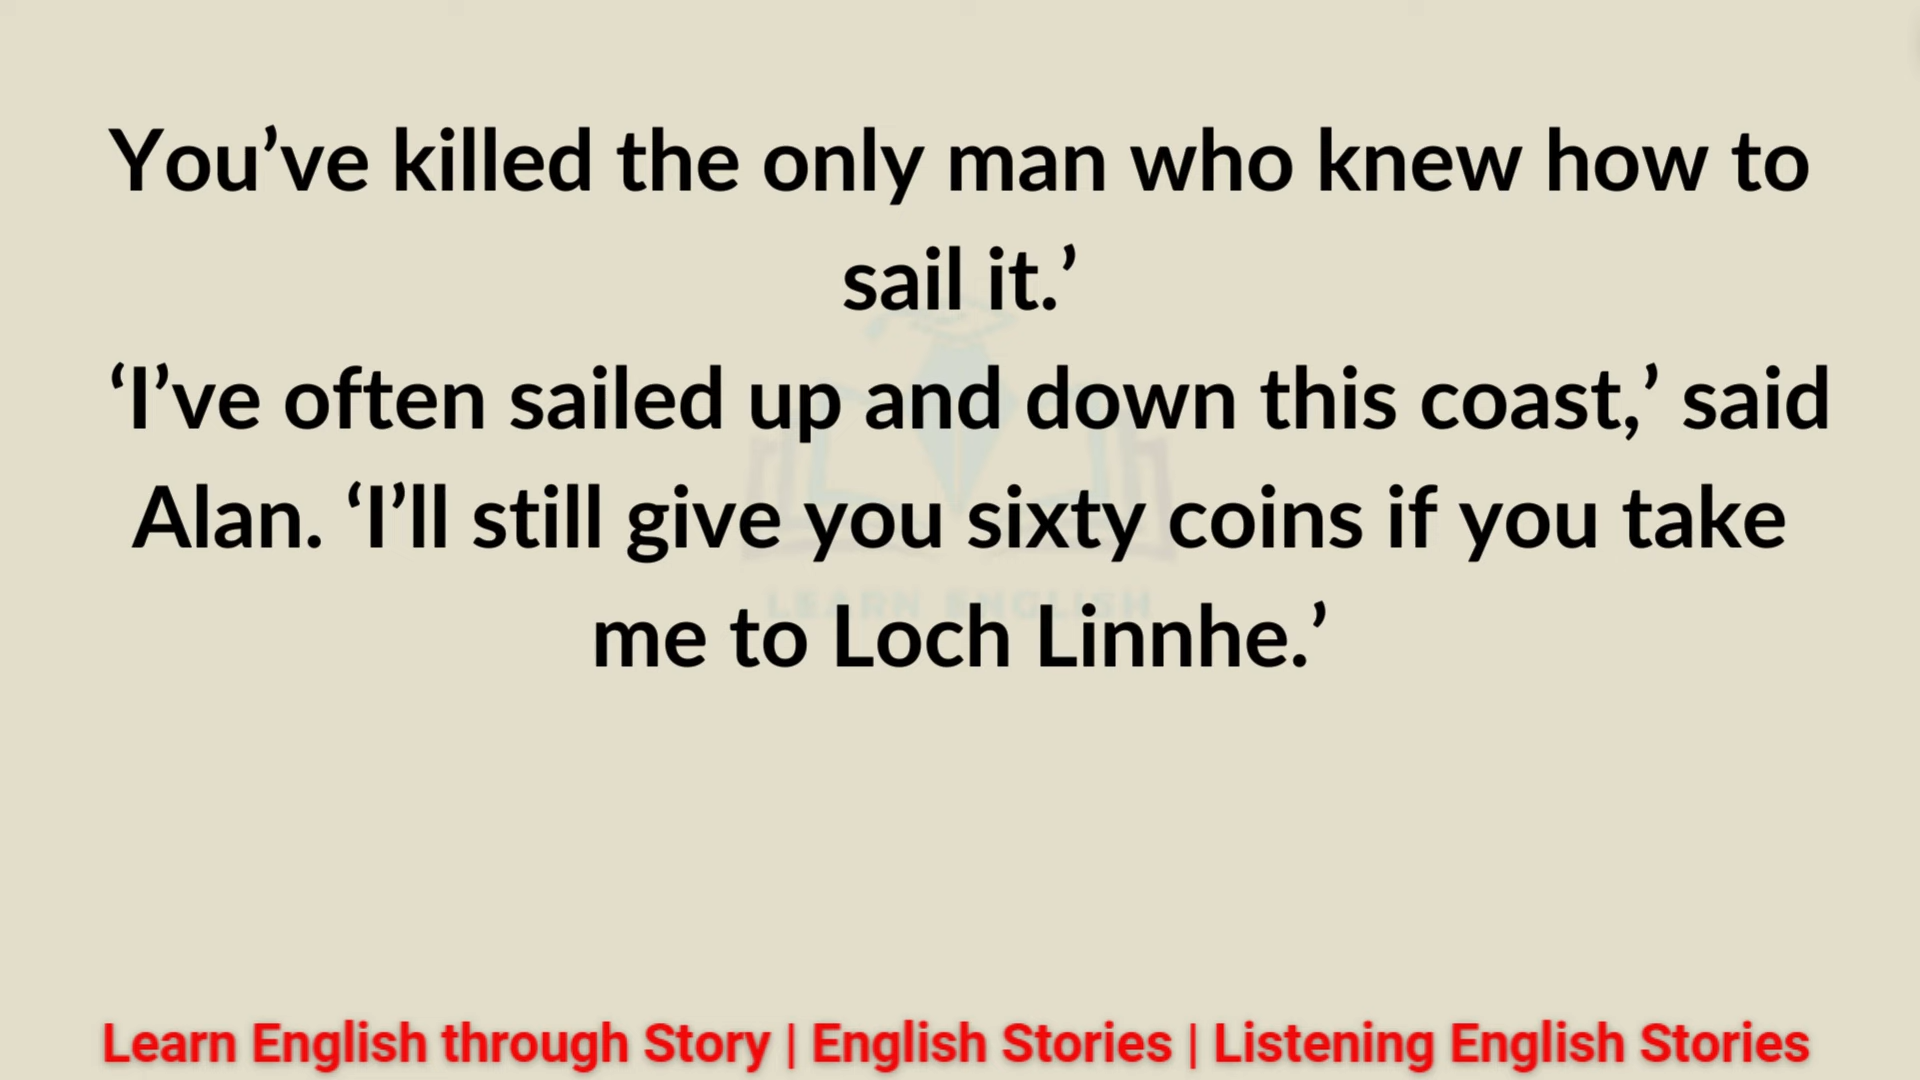 You’ve killed the only man who knew how to
sail it.’
‘I’ve often sailed up and down this coast,’ said
Alan. ‘I’ll still give you sixty coins if you take
me to Loch Linnhe.’
LEARN ENGLISH
Learn English through Story | English Stories | Listening English Stories